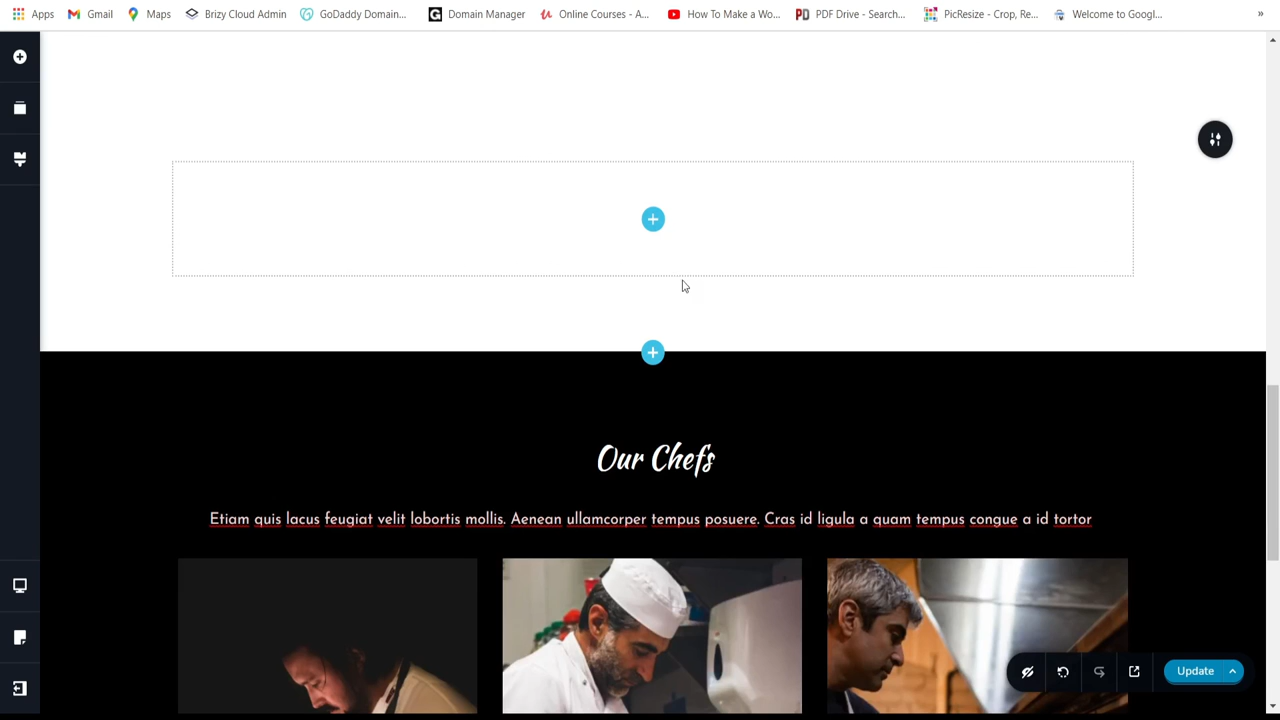 Apps Gmail Maps Brizy Cloud Admin GoDaddy Domain... G Domain Manager Online Courses - A... How To Make a Wo... PD PDF Drive - Search... PicResize - Crop, Re... Welcome to Googl... »
Our Chefs
Etiam quis lacus feugiat velit lobortis mollis. Aenean ullamcorper tempus posuere. Cras id ligula a quam tempus congue a id tortor
Update